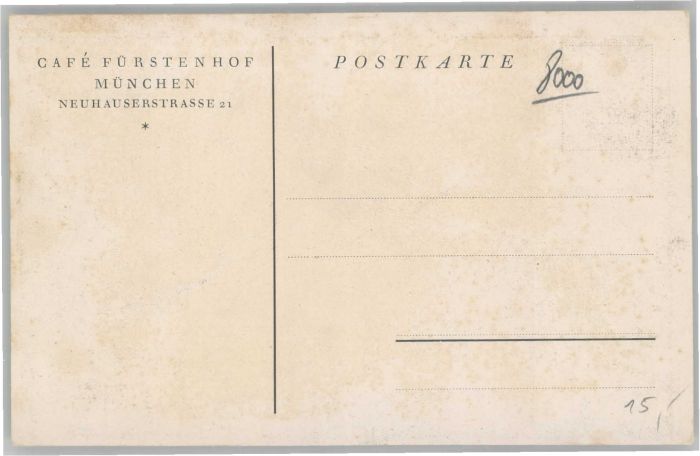 CAFÉ FÜRSTENHOF
MÜNCHEN
NEUHAUSERSTRASSE 21
*
POSTKARTE
8000
15,-